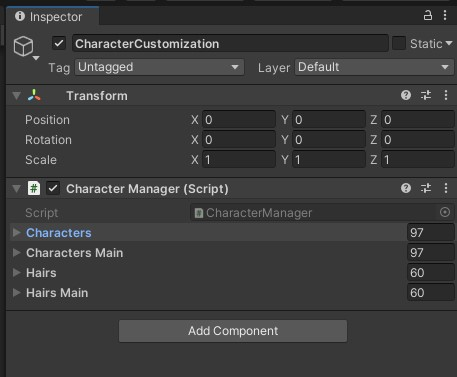 Inspector
CharacterCustomization Static
Tag Untagged Layer Default
Transform
Position X 0 Y 0 Z 0
Rotation X 0 Y 0 Z 0
Scale X 1 Y 1 Z 1
# Character Manager (Script)
Script # CharacterManager
Characters 97
Characters Main 97
Hairs 60
Hairs Main 60
Add Component